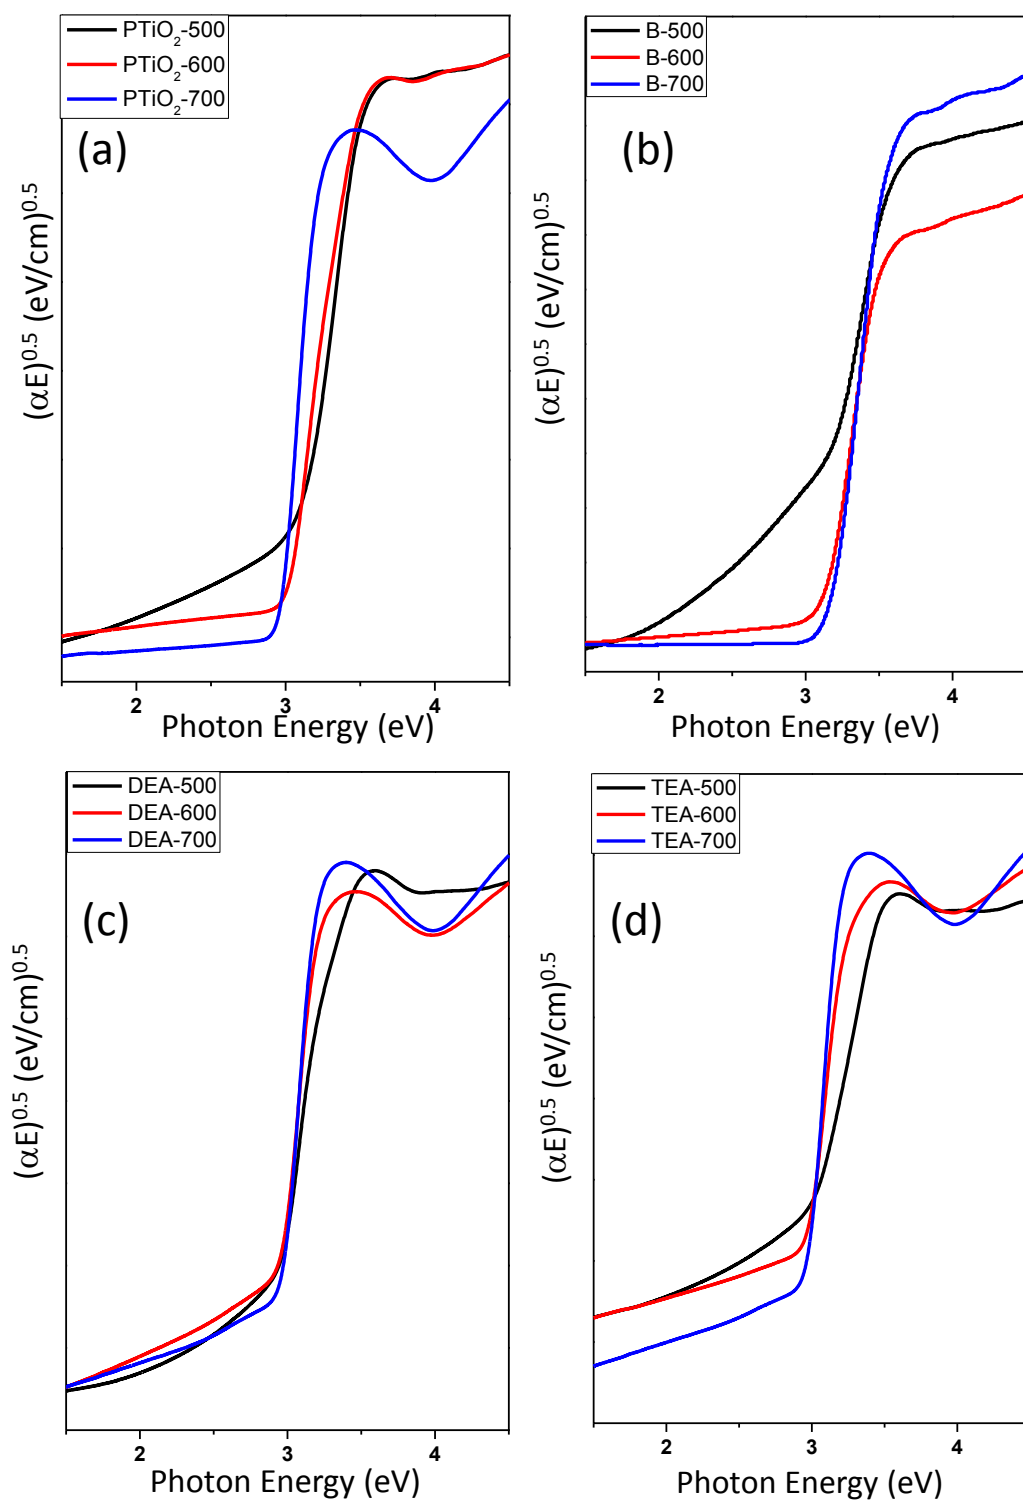 PTiO₂-500
PTiO₂-600
PTiO₂-700
(a)
(αE)^0.5 (eV/cm)^0.5
2 3 4
Photon Energy (eV)
B-500
B-600
B-700
(b)
(αE)^0.5 (eV/cm)^0.5
2 3 4
Photon Energy (eV)
DEA-500
DEA-600
DEA-700
(c)
(αE)^0.5 (eV/cm)^0.5
2 3 4
Photon Energy (eV)
TEA-500
TEA-600
TEA-700
(d)
(αE)^0.5 (eV/cm)^0.5
2 3 4
Photon Energy (eV)